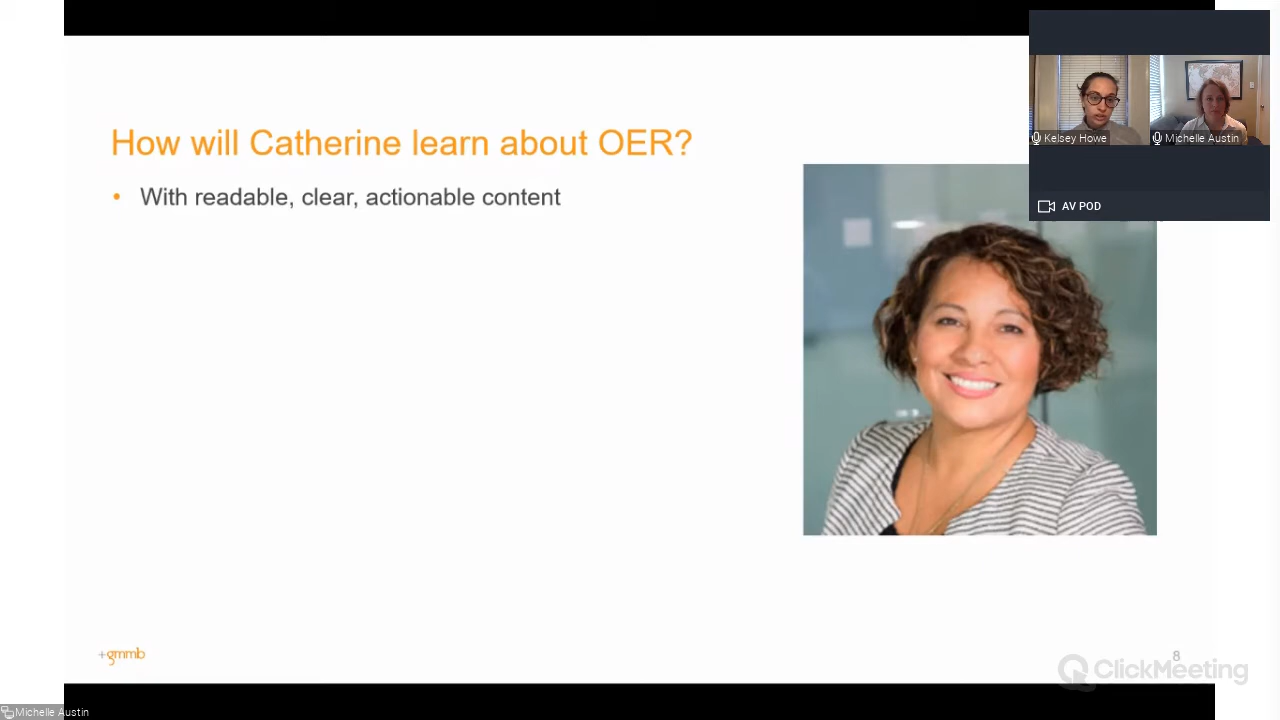 How will Catherine learn about OER?
• With readable, clear, actionable content
Kelsey Howe
Michelle Austin
AV POD
+gmmb
8
ClickMeeting
Michelle Austin